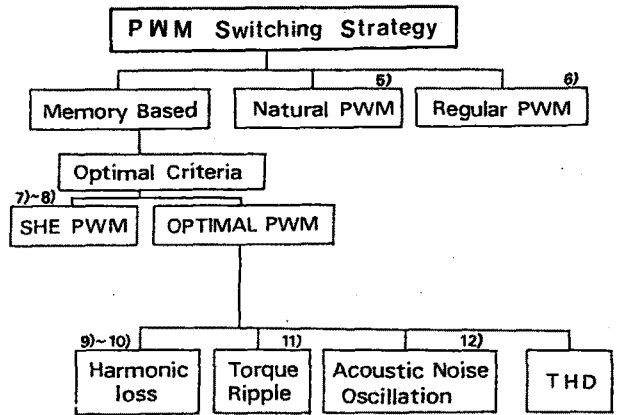 PWM Switching Strategy
5) 6)
Memory Based Natural PWM Regular PWM
Optimal Criteria
7)~8)
SHE PWM OPTIMAL PWM
9)~10) 11) 12)
Harmonic loss
Torque Ripple
Acoustic Noise Oscillation
THD